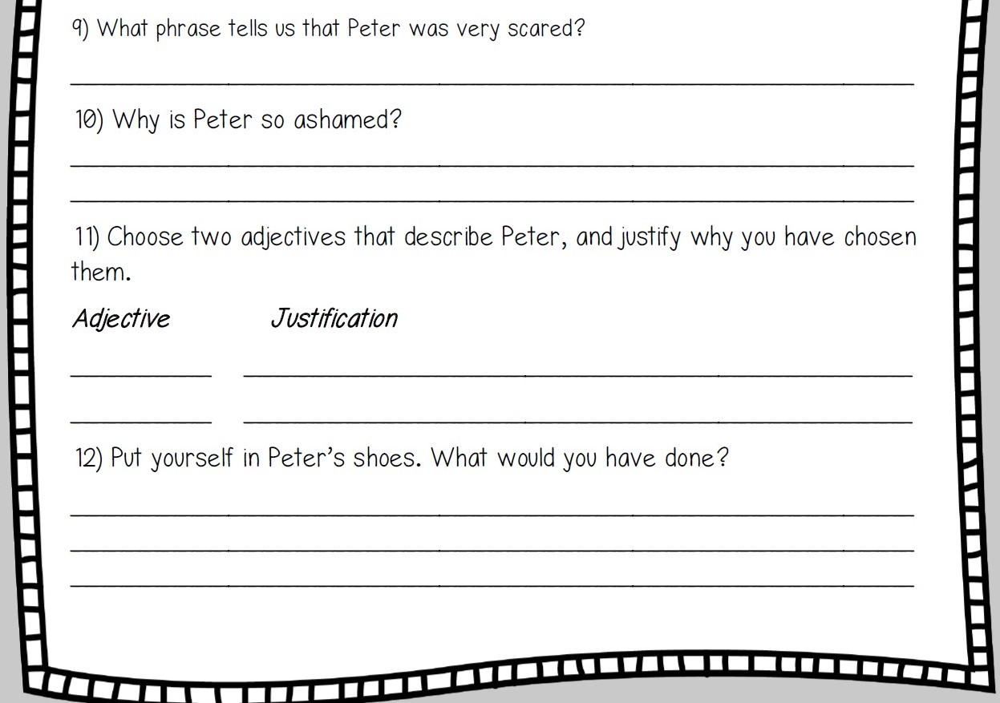 9) What phrase tells us that Peter was very scared?
10) Why is Peter so ashamed?
11) Choose two adjectives that describe Peter, and justify why you have chosen
them.
Adjective Justification
12) Put yourself in Peter's shoes. What would you have done?